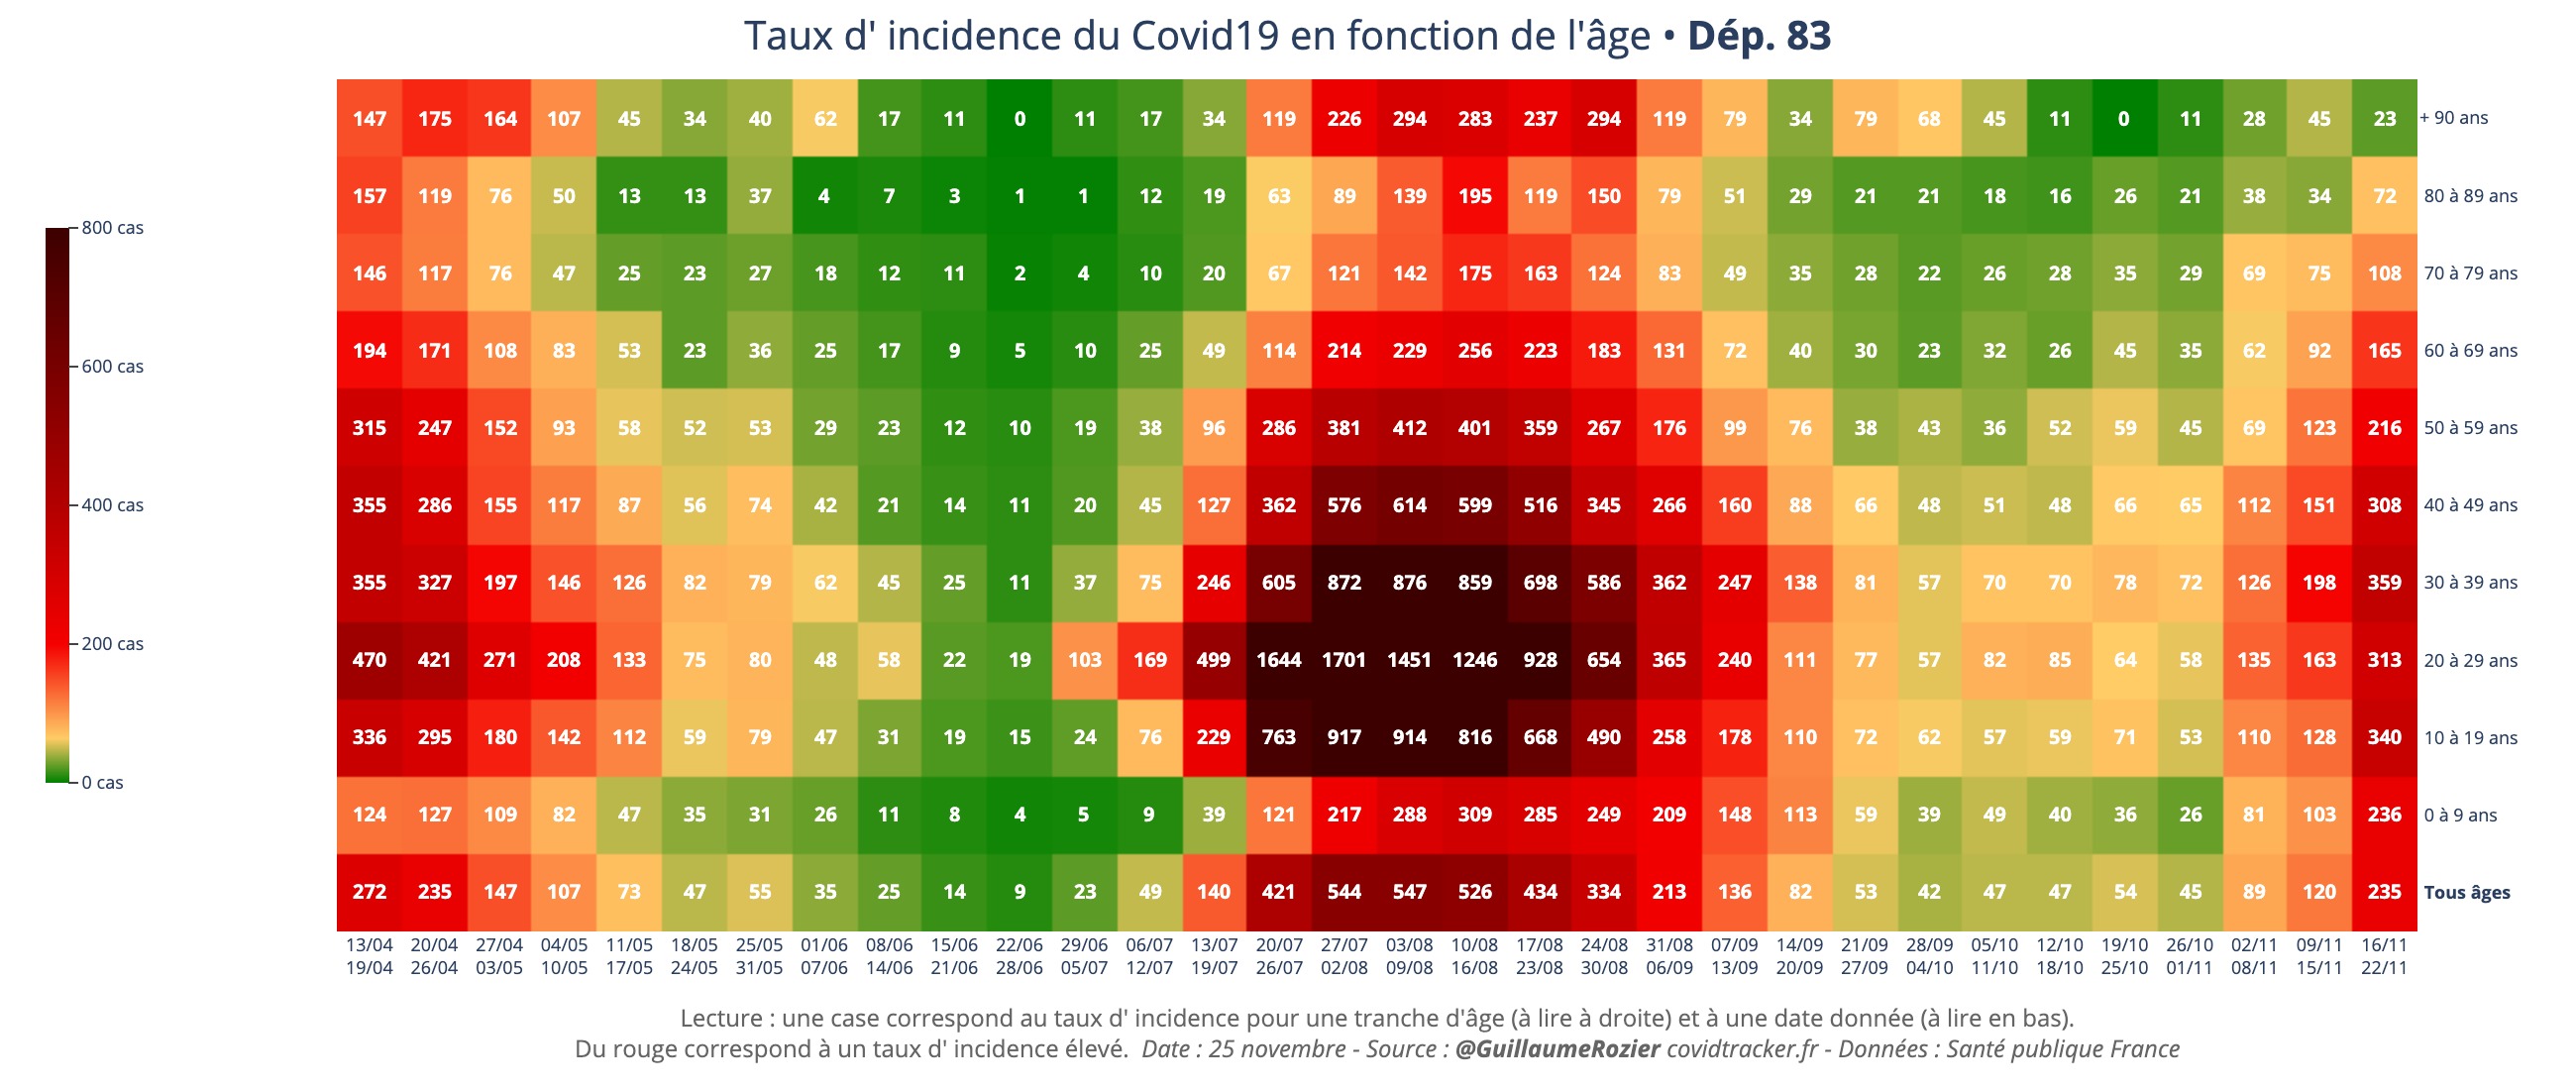 Taux d' incidence du Covid19 en fonction de l'âge • Dép. 83
800 cas
600 cas
400 cas
200 cas
0 cas
147 175 164 107 45 34 40 62 17 11 0 11 17 34 119 226 294 283 237 294 119 79 34 79 68 45 11 0 11 28 45 23 + 90 ans
157 119 76 50 13 13 37 4 7 3 1 1 12 19 63 89 139 195 119 150 79 51 29 21 21 18 16 26 21 38 34 72 80 à 89 ans
146 117 76 47 25 23 27 18 12 11 2 4 10 20 67 121 142 175 163 124 83 49 35 28 22 26 28 35 29 69 75 108 70 à 79 ans
194 171 108 83 53 23 36 25 17 9 5 10 25 49 114 214 229 256 223 183 131 72 40 30 23 32 26 45 35 62 92 165 60 à 69 ans
315 247 152 93 58 52 53 29 23 12 10 19 38 96 286 381 412 401 359 267 176 99 76 38 43 36 52 59 45 69 123 216 50 à 59 ans
355 286 155 117 87 56 74 42 21 14 11 20 45 127 362 576 614 599 516 345 266 160 88 66 48 51 48 66 65 112 151 308 40 à 49 ans
355 327 197 146 126 82 79 62 45 25 11 37 75 246 605 872 876 859 698 586 362 247 138 81 57 70 70 78 72 126 198 359 30 à 39 ans
470 421 271 208 133 75 80 48 58 22 19 103 169 499 1644 1701 1451 1246 928 654 365 240 111 77 57 82 85 64 58 135 163 313 20 à 29 ans
336 295 180 142 112 59 79 47 31 19 15 24 76 229 763 917 914 816 668 490 258 178 110 72 62 57 59 71 53 110 128 340 10 à 19 ans
124 127 109 82 47 35 31 26 11 8 4 5 9 39 121 217 288 309 285 249 209 148 113 59 39 49 40 36 26 81 103 236 0 à 9 ans
272 235 147 107 73 47 55 35 25 14 9 23 49 140 421 544 547 526 434 334 213 136 82 53 42 47 47 54 45 89 120 235 Tous âges
13/04 20/04 27/04 04/05 11/05 18/05 25/05 01/06 08/06 15/06 22/06 29/06 06/07 13/07 20/07 27/07 03/08 10/08 17/08 24/08 31/08 07/09 14/09 21/09 28/09 05/10 12/10 19/10 26/10 02/11 09/11 16/11
19/04 26/04 03/05 10/05 17/05 24/05 31/05 07/06 14/06 21/06 28/06 05/07 12/07 19/07 26/07 02/08 09/08 16/08 23/08 30/08 06/09 13/09 20/09 27/09 04/10 11/10 18/10 25/10 01/11 08/11 15/11 22/11
Lecture : une case correspond au taux d' incidence pour une tranche d'âge (à lire à droite) et à une date donnée (à lire en bas).
Du rouge correspond à un taux d' incidence élevé. Date : 25 novembre - Source : @GuillaumeRozier covidtracker.fr - Données : Santé publique France